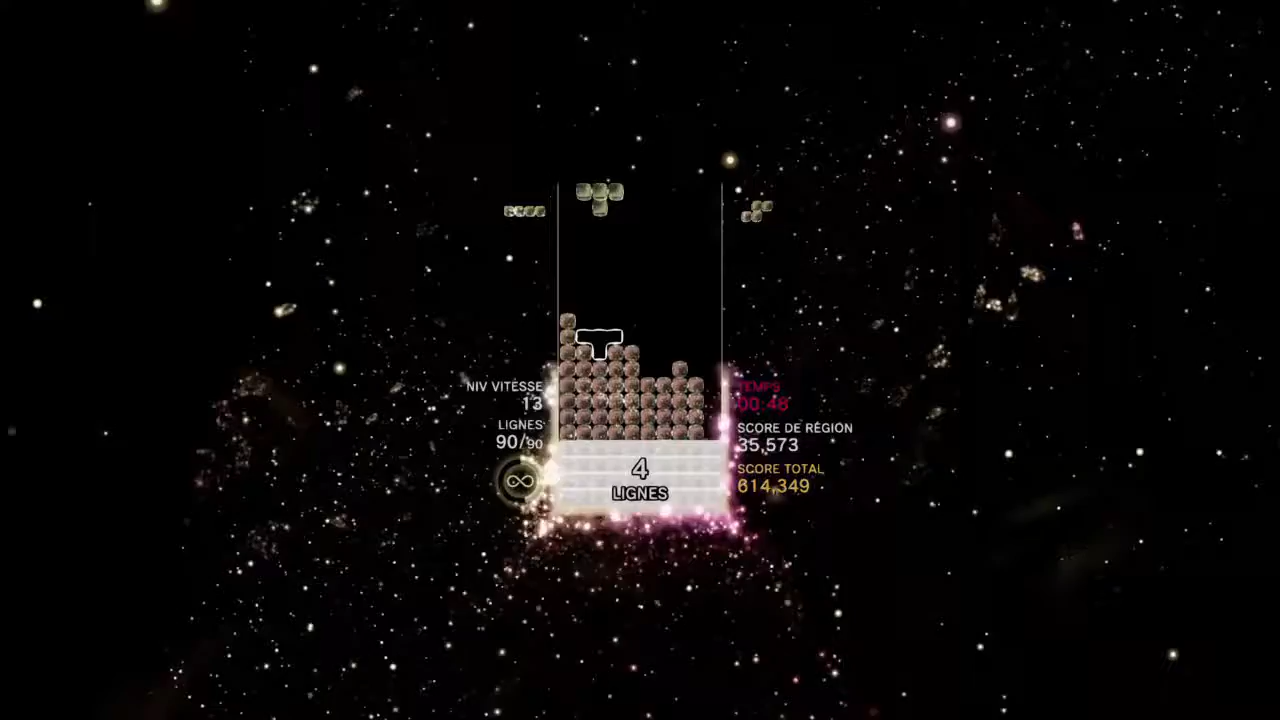 NIV VITESSE
13
LIGNES
90/90
4
LIGNES
TEMPS
00:48
SCORE DE RÉGION
35,573
SCORE TOTAL
614,349